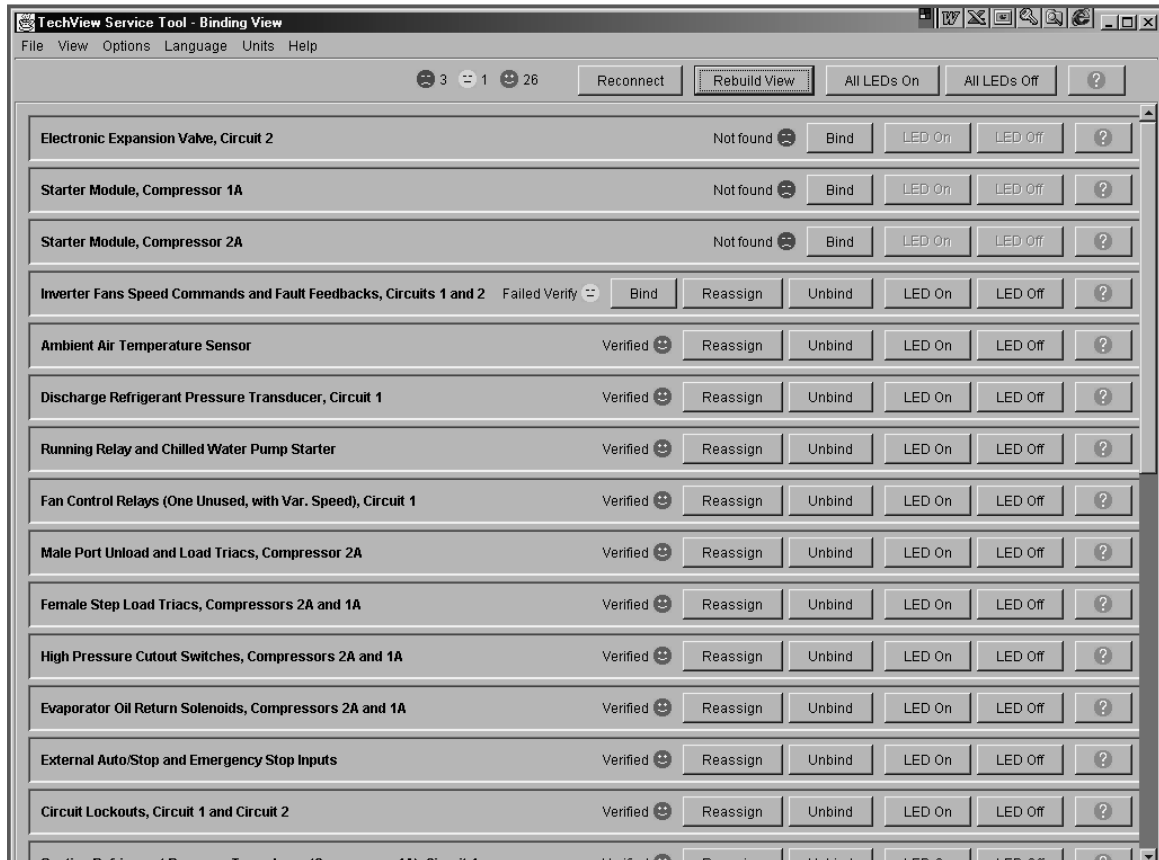 TechView Service Tool - Binding View
File View Options Language Units Help
3 1 26 Reconnect Rebuild View All LEDs On All LEDs Off ?
Electronic Expansion Valve, Circuit 2 Not found Bind LED On LED Off ?
Starter Module, Compressor 1A Not found Bind LED On LED Off ?
Starter Module, Compressor 2A Not found Bind LED On LED Off ?
Inverter Fans Speed Commands and Fault Feedbacks, Circuits 1 and 2 Failed Verify Bind Reassign Unbind LED On LED Off ?
Ambient Air Temperature Sensor Verified Reassign Unbind LED On LED Off ?
Discharge Refrigerant Pressure Transducer, Circuit 1 Verified Reassign Unbind LED On LED Off ?
Running Relay and Chilled Water Pump Starter Verified Reassign Unbind LED On LED Off ?
Fan Control Relays (One Unused, with Var. Speed), Circuit 1 Verified Reassign Unbind LED On LED Off ?
Male Port Unload and Load Triacs, Compressor 2A Verified Reassign Unbind LED On LED Off ?
Female Step Load Triacs, Compressors 2A and 1A Verified Reassign Unbind LED On LED Off ?
High Pressure Cutout Switches, Compressors 2A and 1A Verified Reassign Unbind LED On LED Off ?
Evaporator Oil Return Solenoids, Compressors 2A and 1A Verified Reassign Unbind LED On LED Off ?
External Auto/Stop and Emergency Stop Inputs Verified Reassign Unbind LED On LED Off ?
Circuit Lockouts, Circuit 1 and Circuit 2 Verified Reassign Unbind LED On LED Off ?